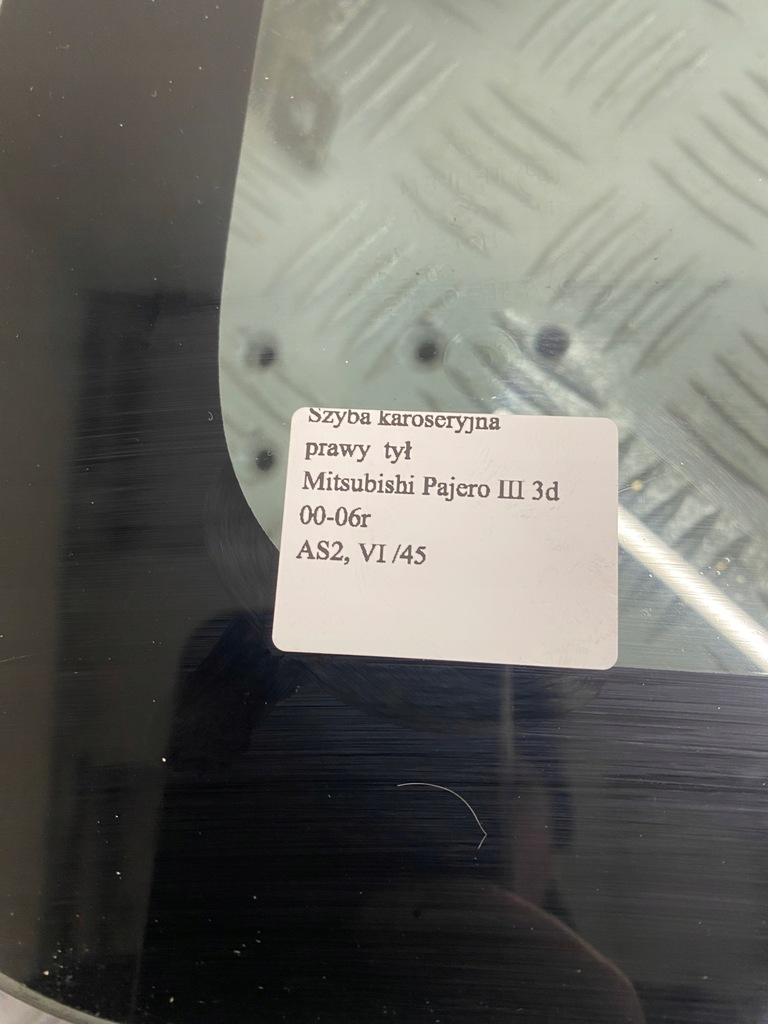 Szyba karoseryjna
prawy tył
Mitsubishi Pajero III 3d
00-06r
AS2, VI /45